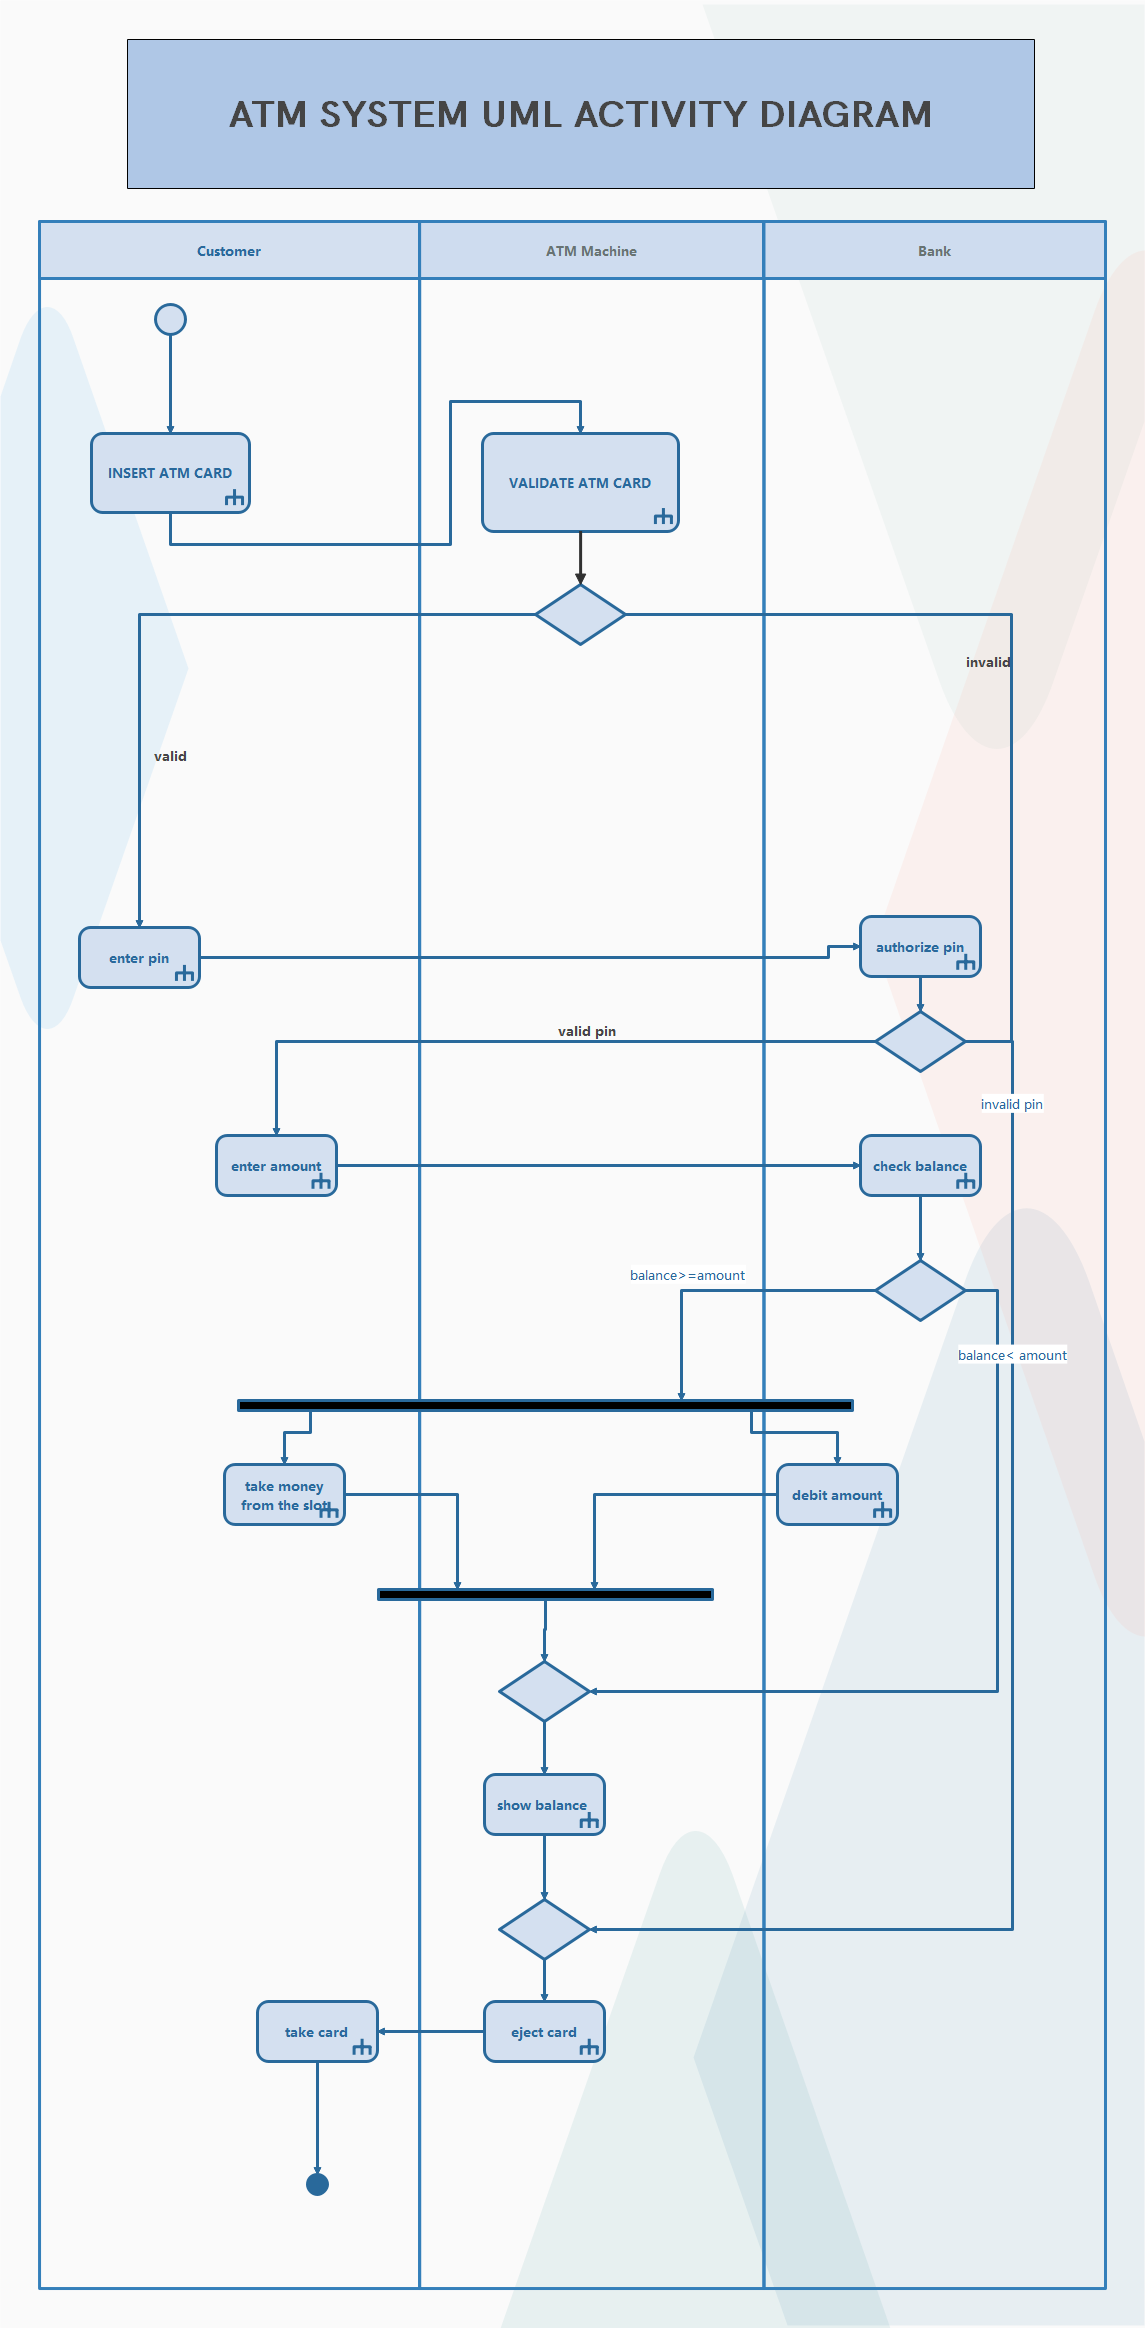 ATM SYSTEM UML ACTIVITY DIAGRAM
Customer
ATM Machine
Bank
INSERT ATM CARD
VALIDATE ATM CARD
invalid
valid
enter pin
authorize pin
valid pin
invalid pin
enter amount
check balance
balance>=amount
balance< amount
take money
from the slot
debit amount
show balance
take card
eject card